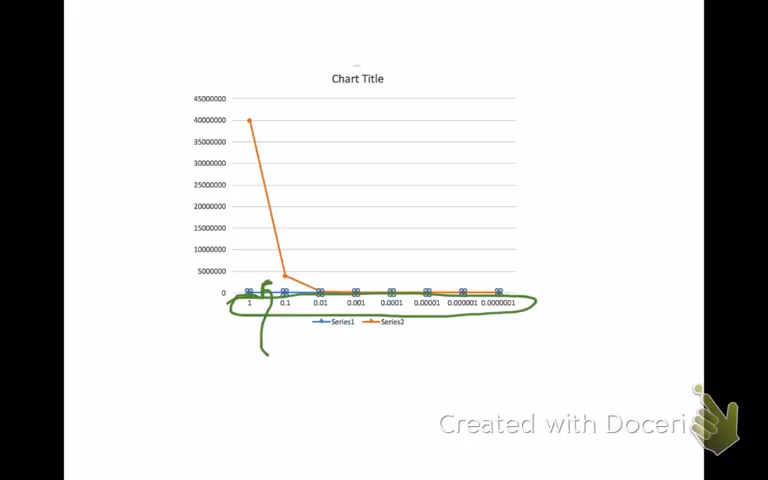 Chart Title
45000000
40000000
35000000
30000000
25000000
20000000
15000000
10000000
5000000
0
1 0.1 0.01 0.001 0.0001 0.00001 0.000001 0.0000001
Series1 Series2
Created with Doceri